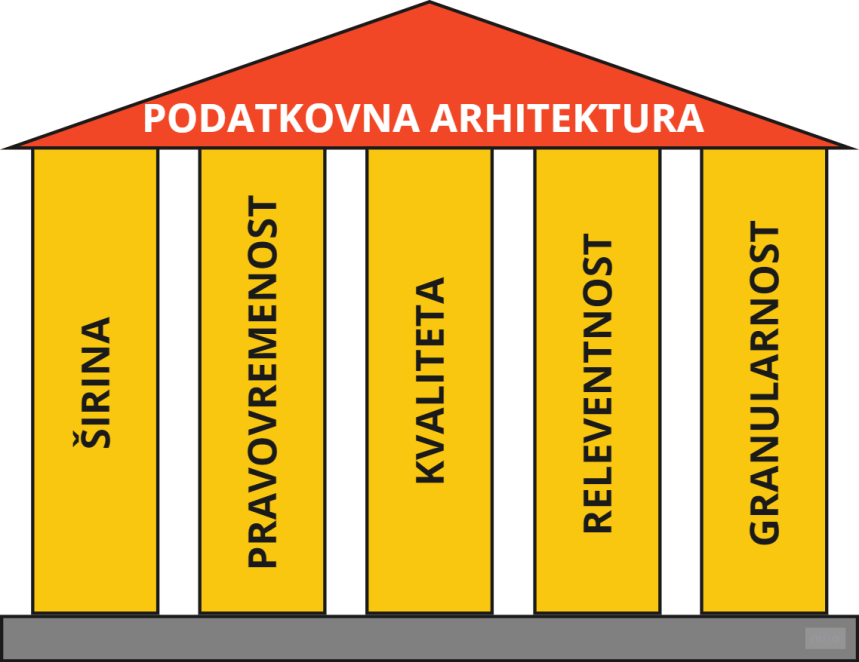 PODATKOVNA ARHITEKTURA
ŠIRINA
PRAVOVREMENOST
KVALITETA
RELEVENTNOST
GRANULARNOST